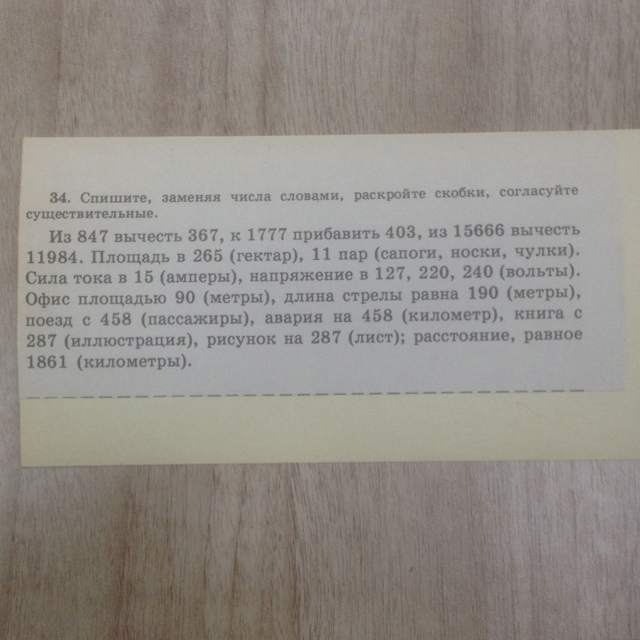 34. Спишите, заменяя числа словами, раскройте скобки, согласуйте
существительные.
Из 847 вычесть 367, к 1777 прибавить 403, из 15666 вычесть
11984. Площадь в 265 (гектар), 11 пар (сапоги, носки, чулки).
Сила тока в 15 (амперы), напряжение в 127, 220, 240 (вольты).
Офис площадью 90 (метры), длина стрелы равна 190 (метры),
поезд с 458 (пассажиры), авария на 458 (километр), книга с
287 (иллюстрация), рисунок на 287 (лист); расстояние, равное
1861 (километры).